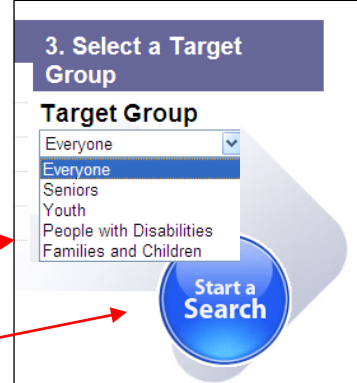 3. Select a Target
Group
Target Group
Everyone
Everyone
Seniors
Youth
People with Disabilities
Families and Children
Start a
Search